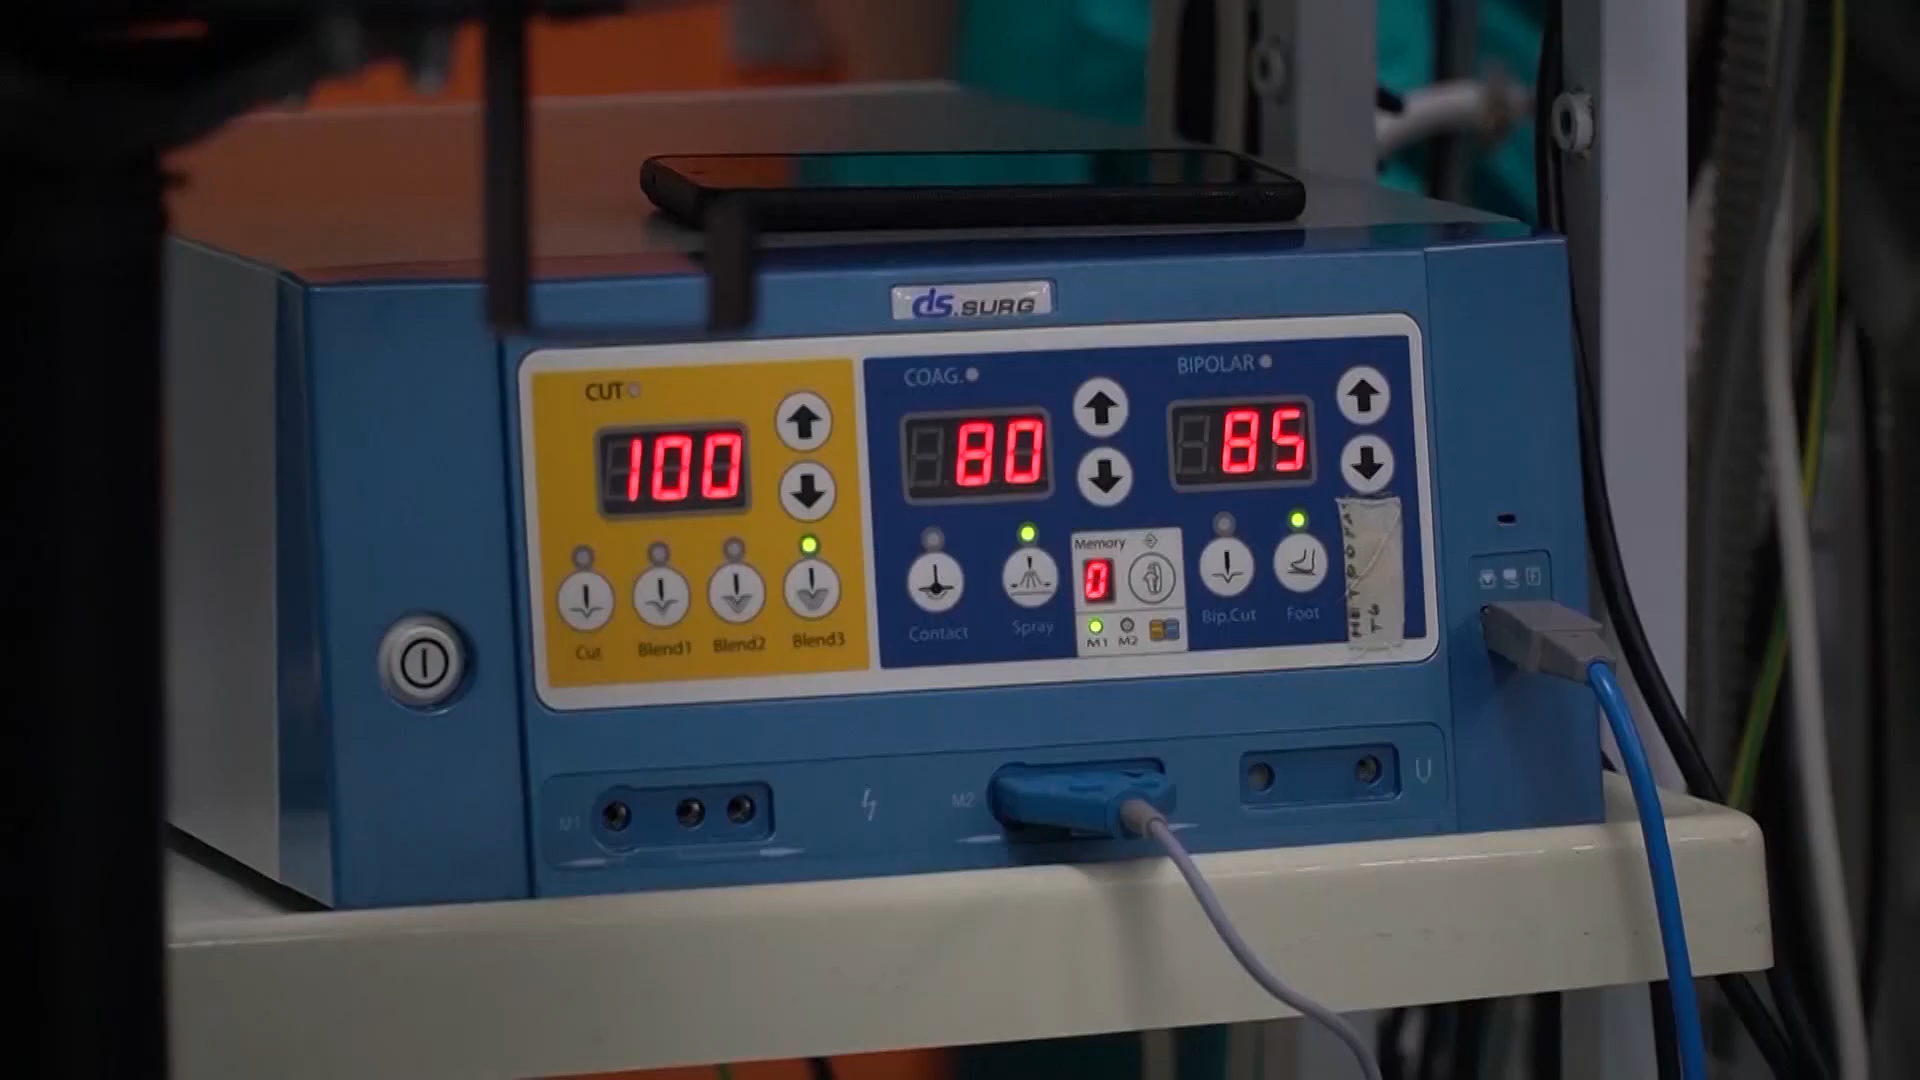 ds.SURG
CUT
COAG.
BIPOLAR
100
80
85
Memory
0
Cut
Blend1
Blend2
Blend3
Contact
Spray
M1
M2
Bip.Cut
Foot
M1
M2